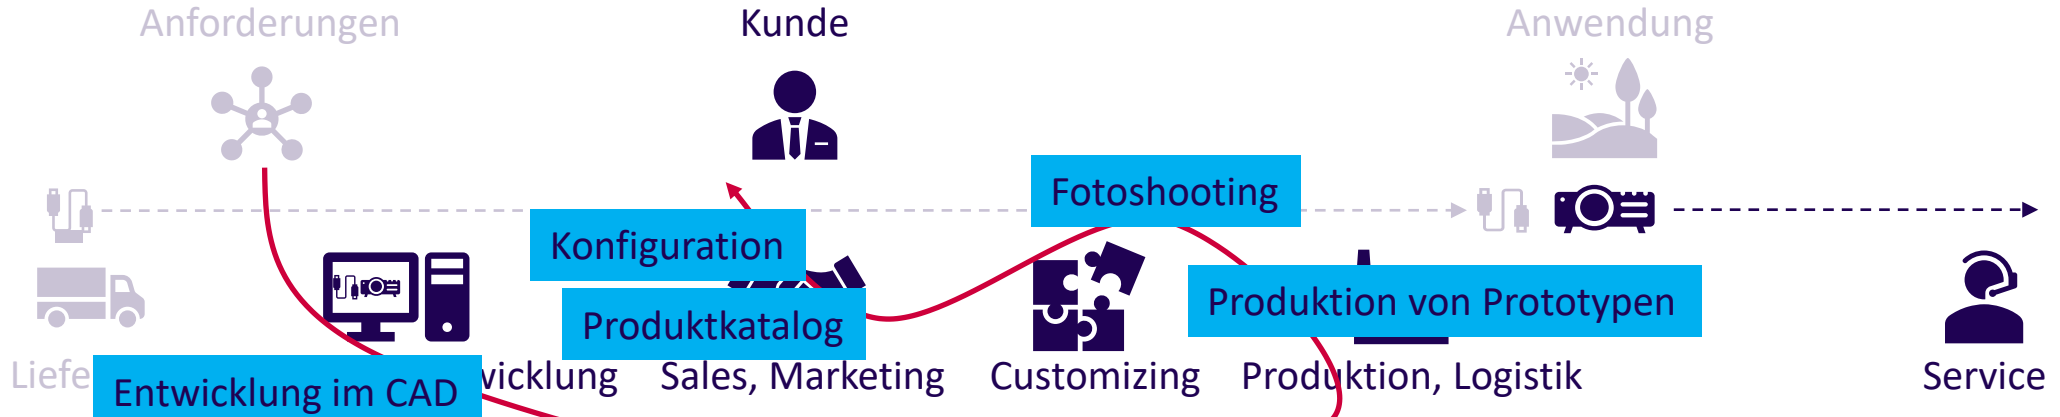 Anforderungen
Kunde
Anwendung
Fotoshooting
Konfiguration
Produktkatalog
Produktion von Prototypen
Entwicklung im CAD
Sales, Marketing
Customizing
Produktion, Logistik
Service